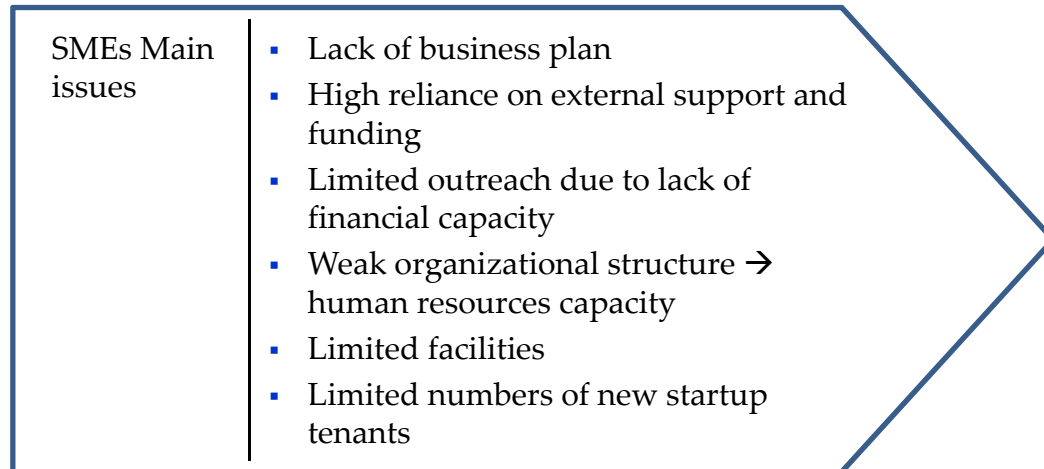 SMEs Main
issues
▪ Lack of business plan
▪ High reliance on external support and
funding
▪ Limited outreach due to lack of
financial capacity
▪ Weak organizational structure →
human resources capacity
▪ Limited facilities
▪ Limited numbers of new startup
tenants